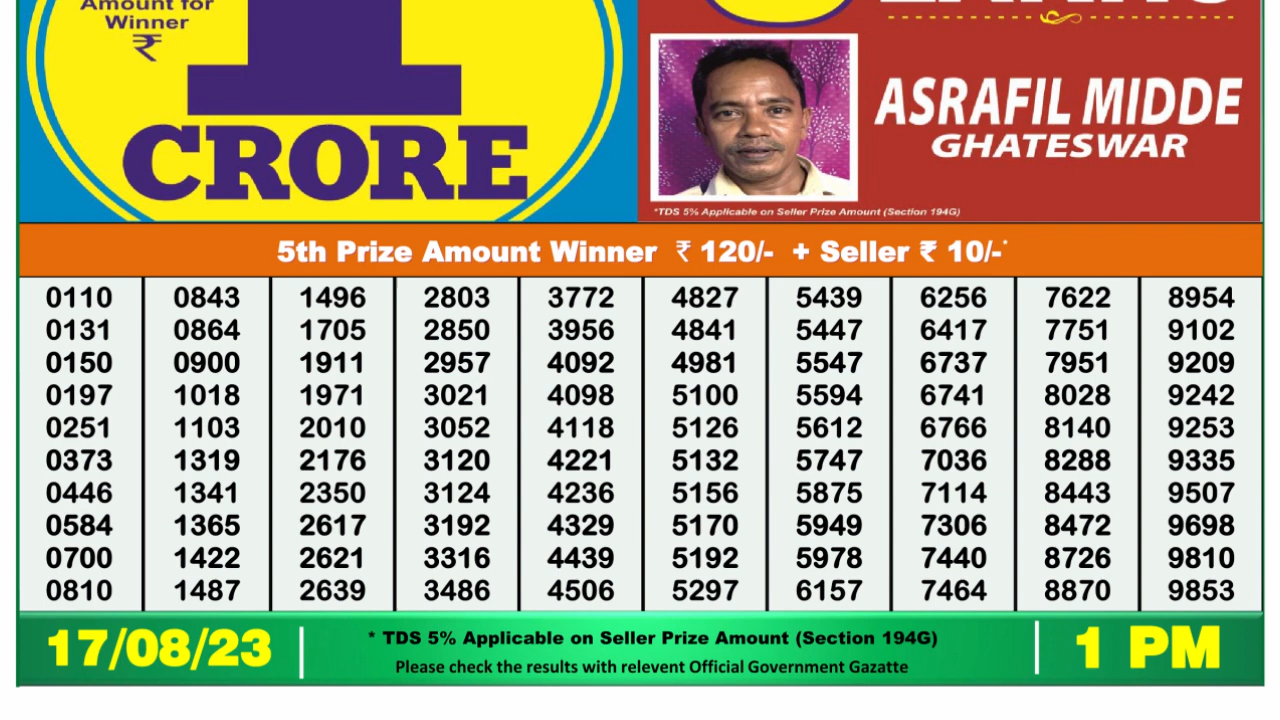 Amount for
Winner
₹
1
CRORE
ASRAFIL MIDDE
GHATESWAR
*TDS 5% Applicable on Seller Prize Amount (Section 194G)
5th Prize Amount Winner ₹ 120/- + Seller ₹ 10/-*
0110 0843 1496 2803 3772 4827 5439 6256 7622 8954
0131 0864 1705 2850 3956 4841 5447 6417 7751 9102
0150 0900 1911 2957 4092 4981 5547 6737 7951 9209
0197 1018 1971 3021 4098 5100 5594 6741 8028 9242
0251 1103 2010 3052 4118 5126 5612 6766 8140 9253
0373 1319 2176 3120 4221 5132 5747 7036 8288 9335
0446 1341 2350 3124 4236 5156 5875 7114 8443 9507
0584 1365 2617 3192 4329 5170 5949 7306 8472 9698
0700 1422 2621 3316 4439 5192 5978 7440 8726 9810
0810 1487 2639 3486 4506 5297 6157 7464 8870 9853
17/08/23
* TDS 5% Applicable on Seller Prize Amount (Section 194G)
Please check the results with relevent Official Government Gazatte
1 PM